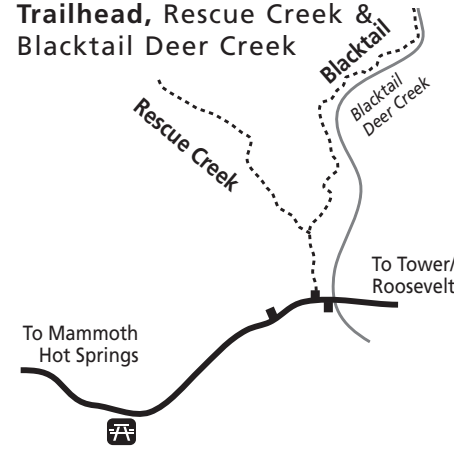 Trailhead, Rescue Creek &
Blacktail Deer Creek
Blacktail
Blacktail
Deer Creek
Rescue Creek
To Tower/
Roosevelt
To Mammoth
Hot Springs